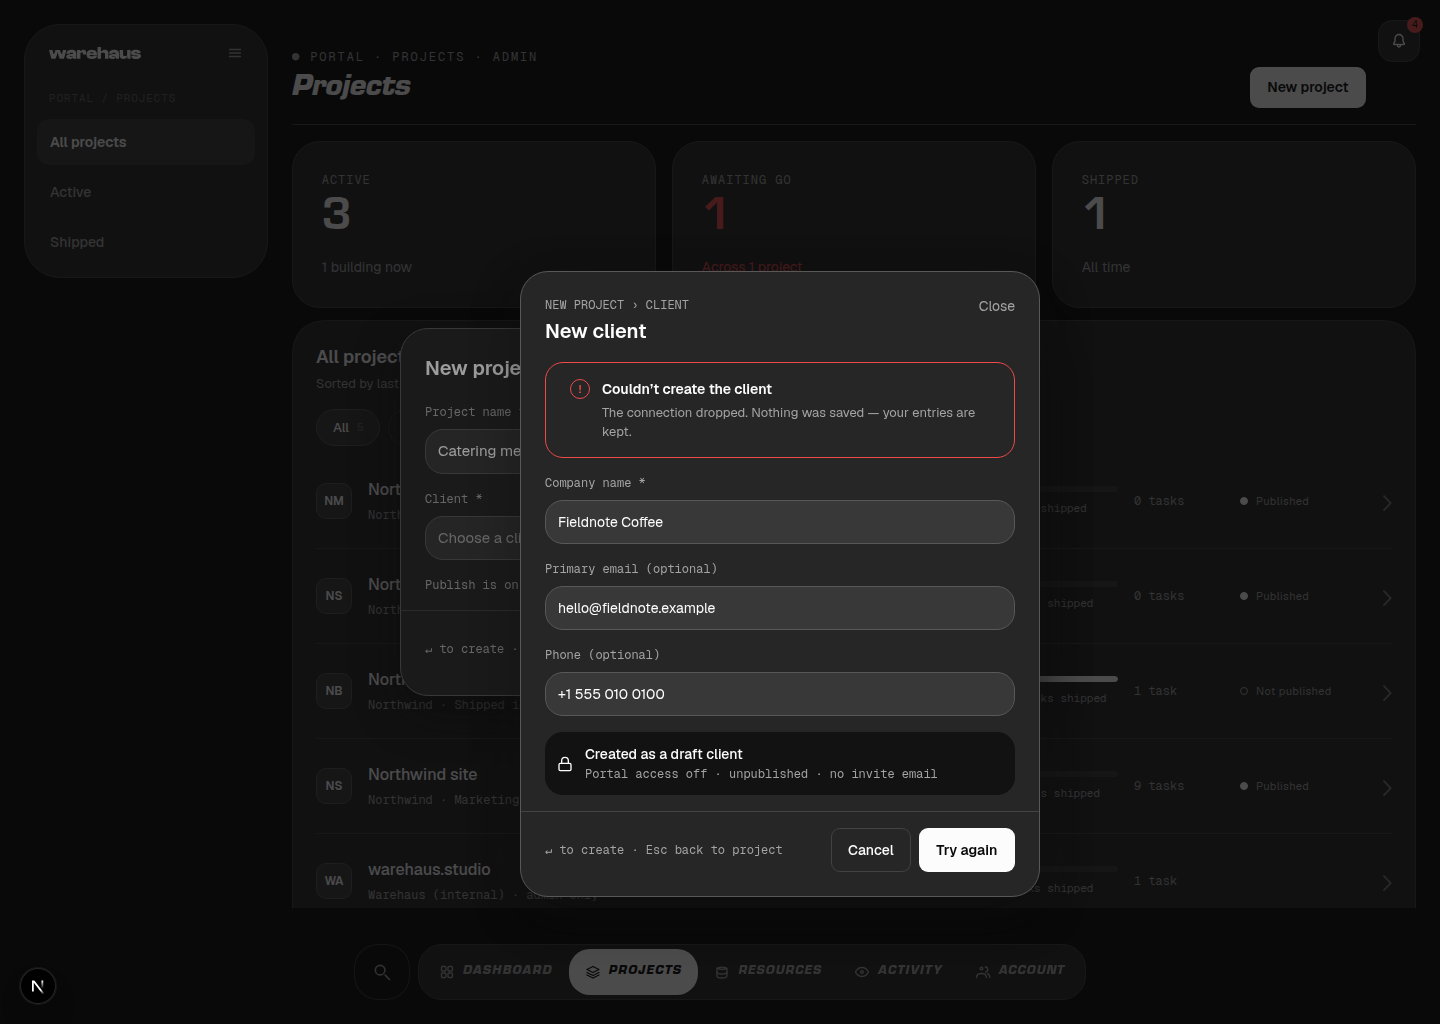 warehaus
PORTAL / PROJECTS
All projects
Active
Shipped
PORTAL · PROJECTS · ADMIN
Projects
4
New project
ACTIVE
3
1 building now
AWAITING GO
1
Across 1 project
SHIPPED
1
All time
All project
Sorted by last
All 5
NM
Nort
North
shipped
0 tasks
Published
NS
Nort
North
shipped
0 tasks
Published
NB
North
Northwind · Shipped i
ks shipped
1 task
Not published
NS
Northwind site
Northwind · Marketing
s shipped
9 tasks
Published
WA
warehaus.studio
Warehaus (internal) · admin only
s shipped
1 task
New proje
Project name
Catering me
Client *
Choose a cli
Publish is on
↵ to create ·
NEW PROJECT › CLIENT
Close
New client
!
Couldn't create the client
The connection dropped. Nothing was saved — your entries are
kept.
Company name *
Fieldnote Coffee
Primary email (optional)
hello@fieldnote.example
Phone (optional)
+1 555 010 0100
Created as a draft client
Portal access off · unpublished · no invite email
↵ to create · Esc back to project
Cancel
Try again
N
DASHBOARD
PROJECTS
RESOURCES
ACTIVITY
ACCOUNT